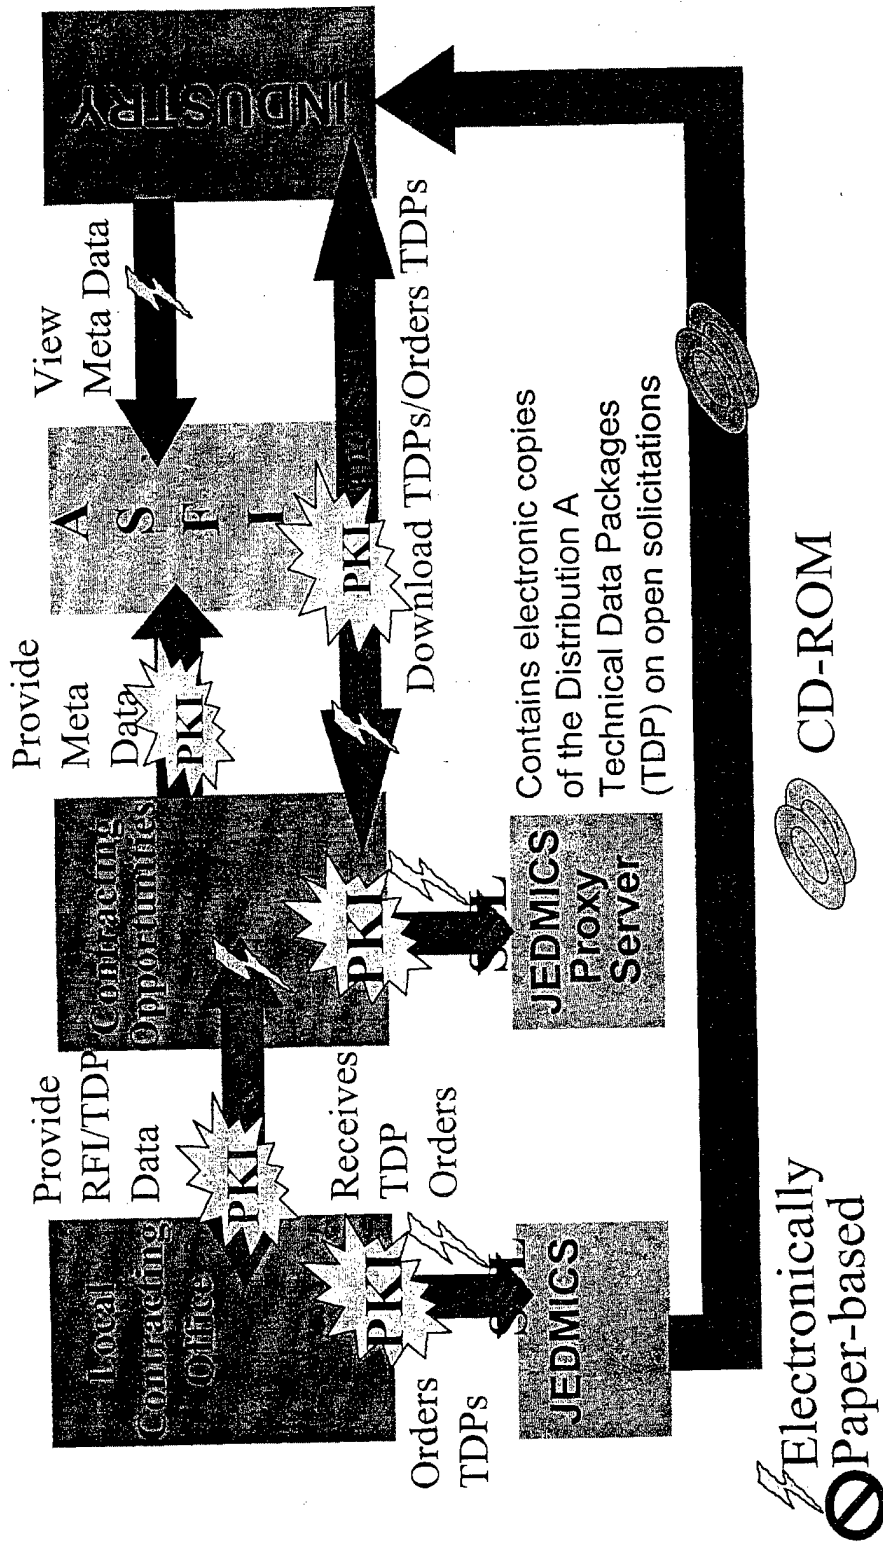 Local
Contracting
Office
Provide
RFI/TDP
Data
PKI
Contracting
Opportunities
Provide
Meta
Data
PKI
A
S
F
I
View
Meta Data
INDUSTRY
Orders
TDPs
PKI
JEDMICS
Receives
TDP
Orders
PKI
JEDMICS
Proxy
Server
PKI
Download TDPs/Orders TDPs
Contains electronic copies
of the Distribution A
Technical Data Packages
(TDP) on open solicitations
Electronically
Paper-based
CD-ROM